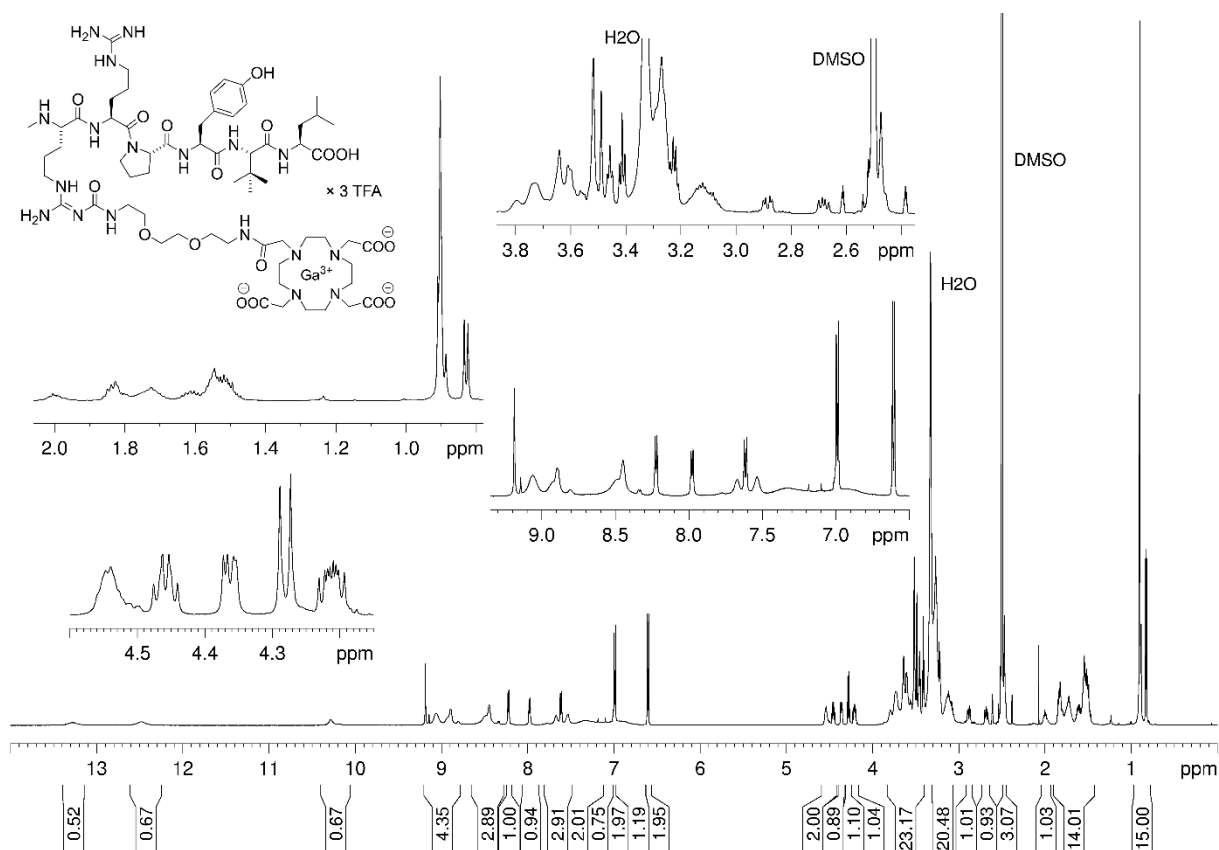 H2N NH
HN
OH
O O O
H
N N
H N
O N
H O H
N N
H O
N
H COOH
HN
× 3 TFA
O
NH2 N N
H
O
O
H
N
O
N N
COO⊖
Ga3+
⊖OOC
N N
COO⊖
H2O
DMSO
3.8 3.6 3.4 3.2 3.0 2.8 2.6 ppm
DMSO
H2O
2.0 1.8 1.6 1.4 1.2 1.0 ppm
9.0 8.5 8.0 7.5 7.0 ppm
4.5 4.4 4.3 ppm
13 12 11 10 9 8 7 6 5 4 3 2 1 ppm
0.52 0.67 0.67 4.35 2.89 1.00 0.94 2.91 2.01 0.75 1.97 1.19 1.95 2.00 0.89 1.10 1.04 23.17 20.48 1.01 0.93 3.07 1.03 14.01 15.00